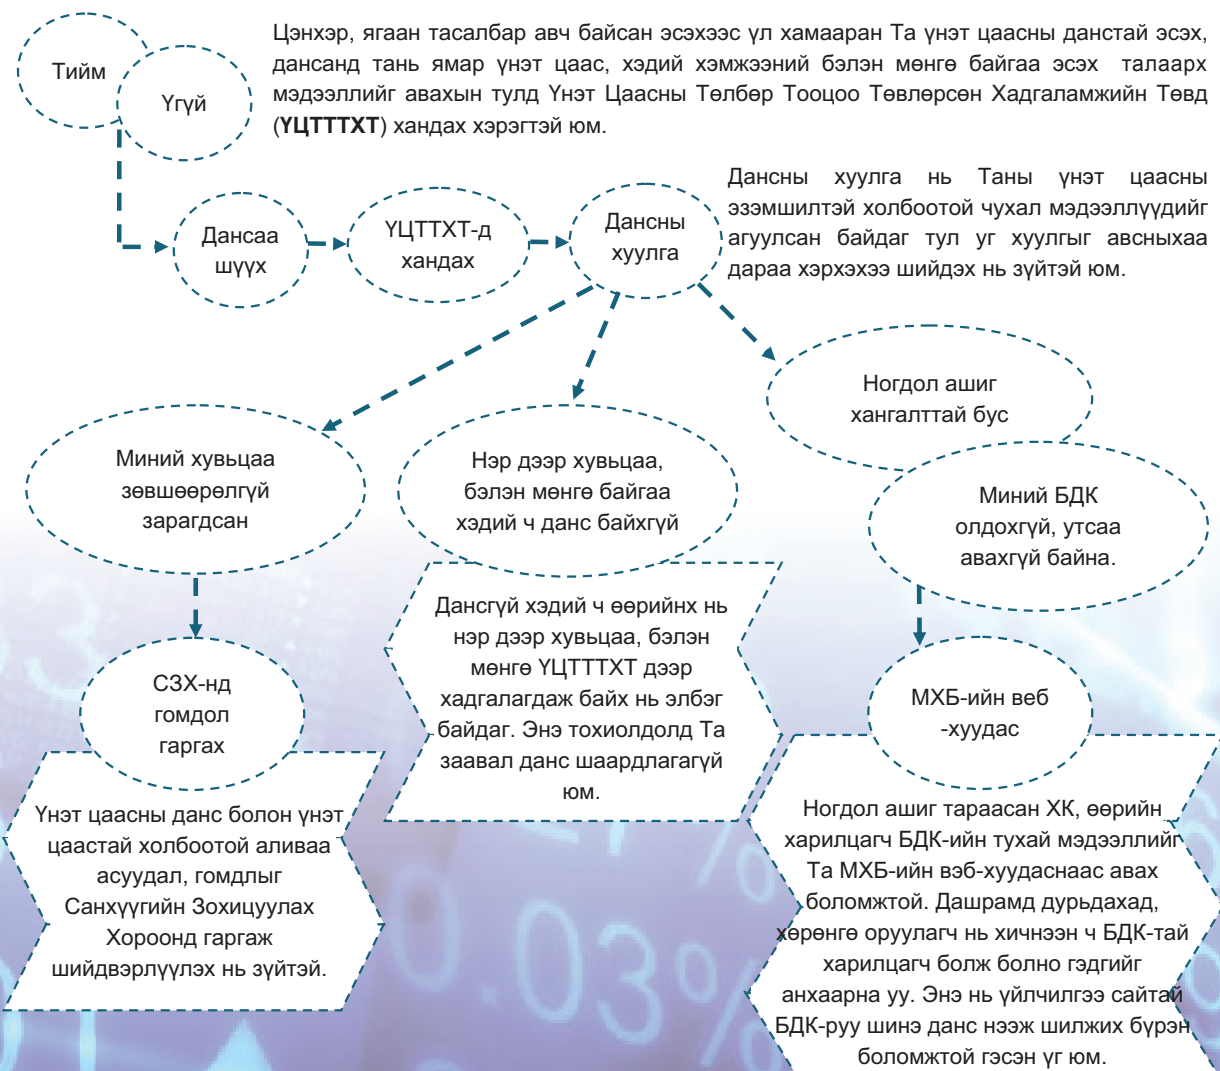 Тийм
Үгүй
Цэнхэр, ягаан тасалбар авч байсан эсэхээс үл хамааран Та үнэт цаасны данстай эсэх,
дансанд тань ямар үнэт цаас, хэдий хэмжээний бэлэн мөнгө байгаа эсэх талаарх
мэдээллийг авахын тулд Үнэт Цаасны Төлбөр Тооцоо Төвлөрсөн Хадгаламжийн Төвд
(ҮЦТТТХТ) хандах хэрэгтэй юм.
Дансаа
шүүх
ҮЦТТХТ-д
хандах
Дансны
хуулга
Дансны хуулга нь Таны үнэт цаасны
эзэмшилтэй холбоотой чухал мэдээллүүдийг
агуулсан байдаг тул уг хуулгыг авсныхаа
дараа хэрхэхээ шийдэх нь зүйтэй юм.
Миний хувьцаа
зөвшөөрөлгүй
зарагдсан
Нэр дээр хувьцаа,
бэлэн мөнгө байгаа
хэдий ч данс байхгүй
Ногдол ашиг
хангалттай бус
Миний БДК
олдохгүй, утсаа
авахгүй байна.
СЗХ-нд
гомдол
гаргах
Үнэт цаасны данс болон үнэт
цаастай холбоотой аливаа
асуудал, гомдлыг
Санхүүгийн Зохицуулах
Хороонд гаргаж
шийдвэрлүүлэх нь зүйтэй.
Дансгүй хэдий ч өөрийнх нь
нэр дээр хувьцаа, бэлэн
мөнгө ҮЦТТТХТ дээр
хадгалагдаж байх нь элбэг
байдаг. Энэ тохиолдолд Та
заавал данс шаардлагагүй
юм.
МХБ-ийн веб
-хуудас
Ногдол ашиг тараасан ХК, өөрийн
харилцагч БДК-ийн тухай мэдээллийг
Та МХБ-ийн вэб-хуудаснаас авах
боломжтой. Дашрамд дурьдахад,
хөрөнгө оруулагч нь хичнээн ч БДК-тай
харилцагч болж болно гэдгийг
анхаарна уу. Энэ нь үйлчилгээ сайтай
БДК-руу шинэ данс нээж шилжих бүрэн
боломжтой гэсэн үг юм.
0.03%